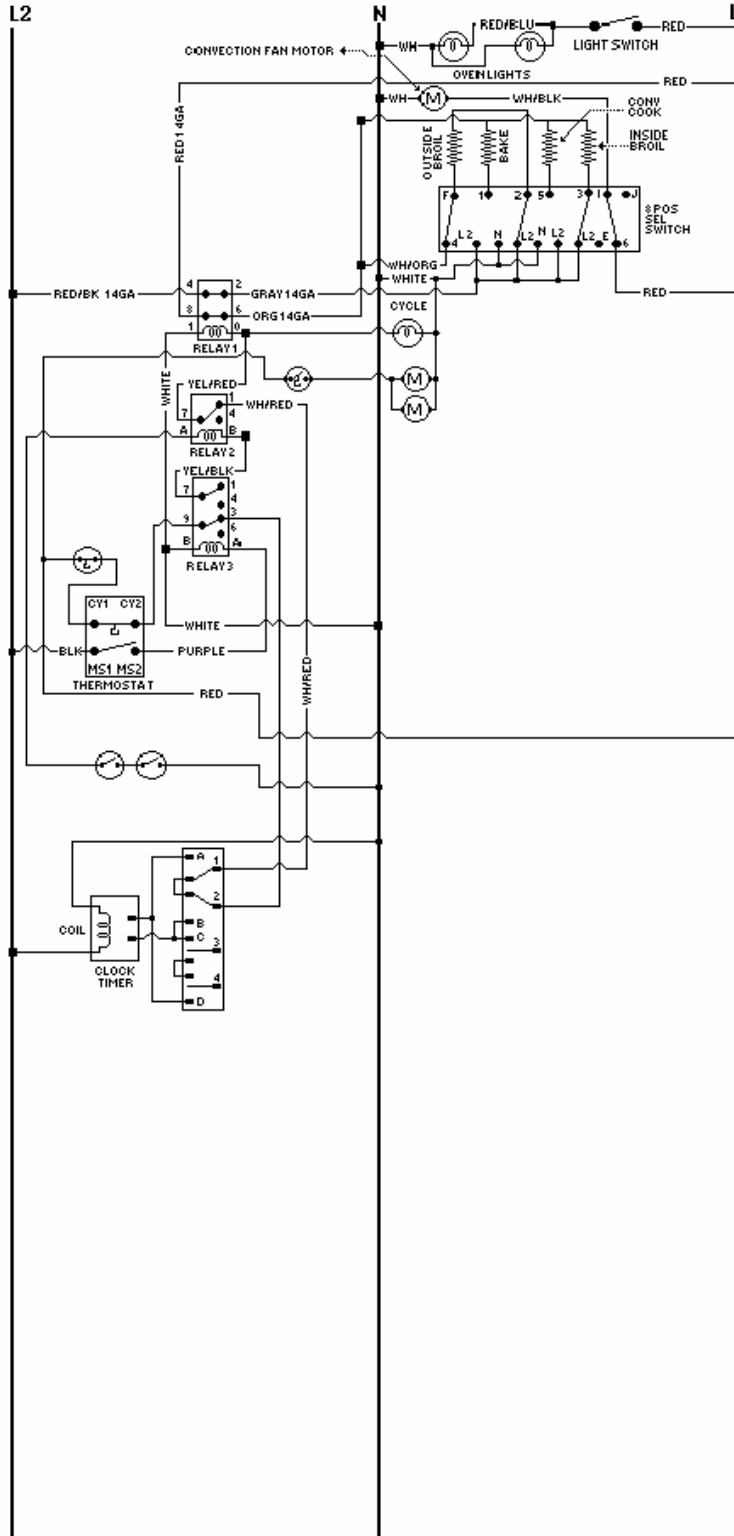 L2
N
L
RED/BLU
RED
WH
LIGHT SWITCH
CONVECTION FAN MOTOR
OVEN LIGHTS
RED
WH
M
WH/BLK
CONV
COOK
RED 14GA
OUTSIDE
BROIL
BAKE
INSIDE
BROIL
F
1
2
5
3
I
J
8 POS
SEL
SWITCH
4
L2
N
L2
N
L2
L2
E
6
WH/ORG
WHITE
RED
4
2
RED/BK 14GA
GRAY 14GA
8
6
ORG 14GA
CYCLE
1
0
RELAY 1
WHITE
YEL/RED
M
M
1
WH/RED
7
4
A
B
RELAY 2
YEL/BLK
1
7
4
3
9
6
B
A
RELAY 3
CY1 CY2
WHITE
BLK
PURPLE
MS1 MS2
THERMOSTAT
RED
WH/RED
A
1
2
B
COIL
C
3
4
CLOCK
TIMER
D